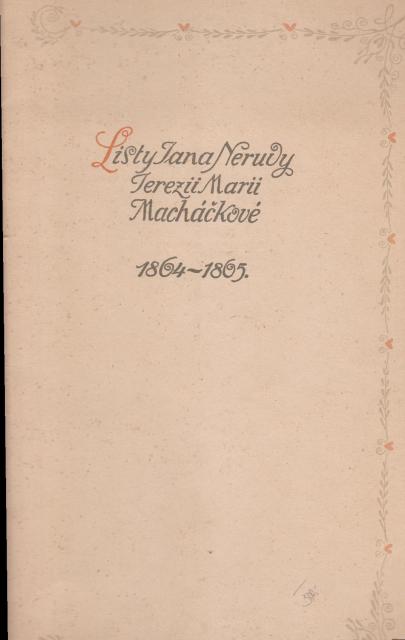 Listy Jana Nerudy
Terezii Marii
Macháčkové
1864–1865.